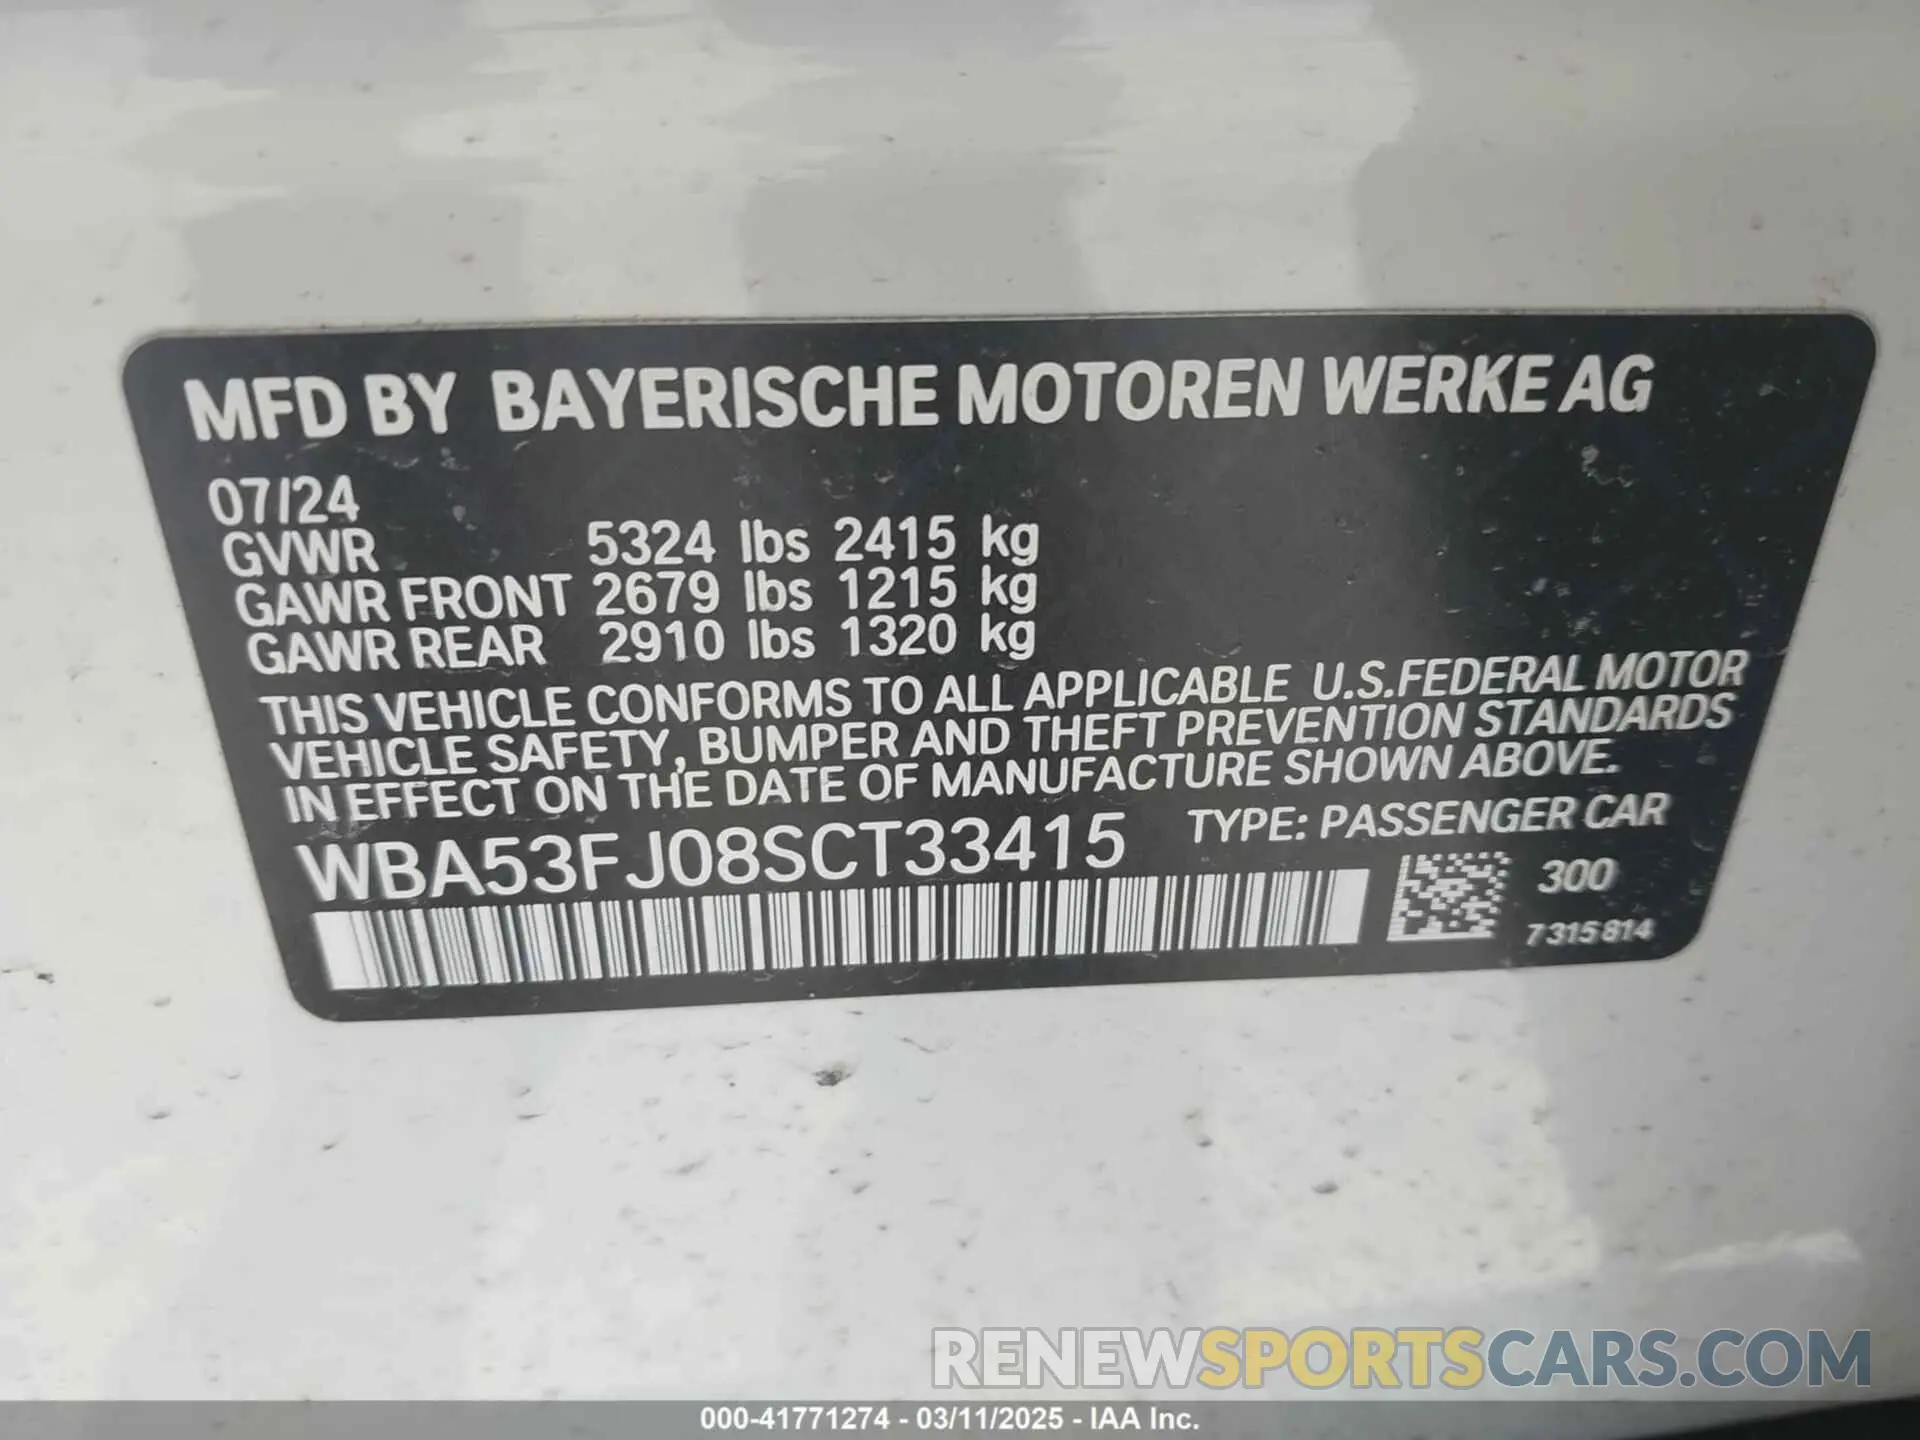 MFD BY BAYERISCHE MOTOREN WERKE AG
07/24
GVWR 5324 lbs 2415 kg
GAWR FRONT 2679 lbs 1215 kg
GAWR REAR 2910 lbs 1320 kg
THIS VEHICLE CONFORMS TO ALL APPLICABLE U.S.FEDERAL MOTOR
VEHICLE SAFETY, BUMPER AND THEFT PREVENTION STANDARDS
IN EFFECT ON THE DATE OF MANUFACTURE SHOWN ABOVE.
WBA53FJ08SCT33415 TYPE: PASSENGER CAR
300
7315814
RENEWSPORTSCARS.COM
000-41771274 - 03/11/2025 - IAA Inc.